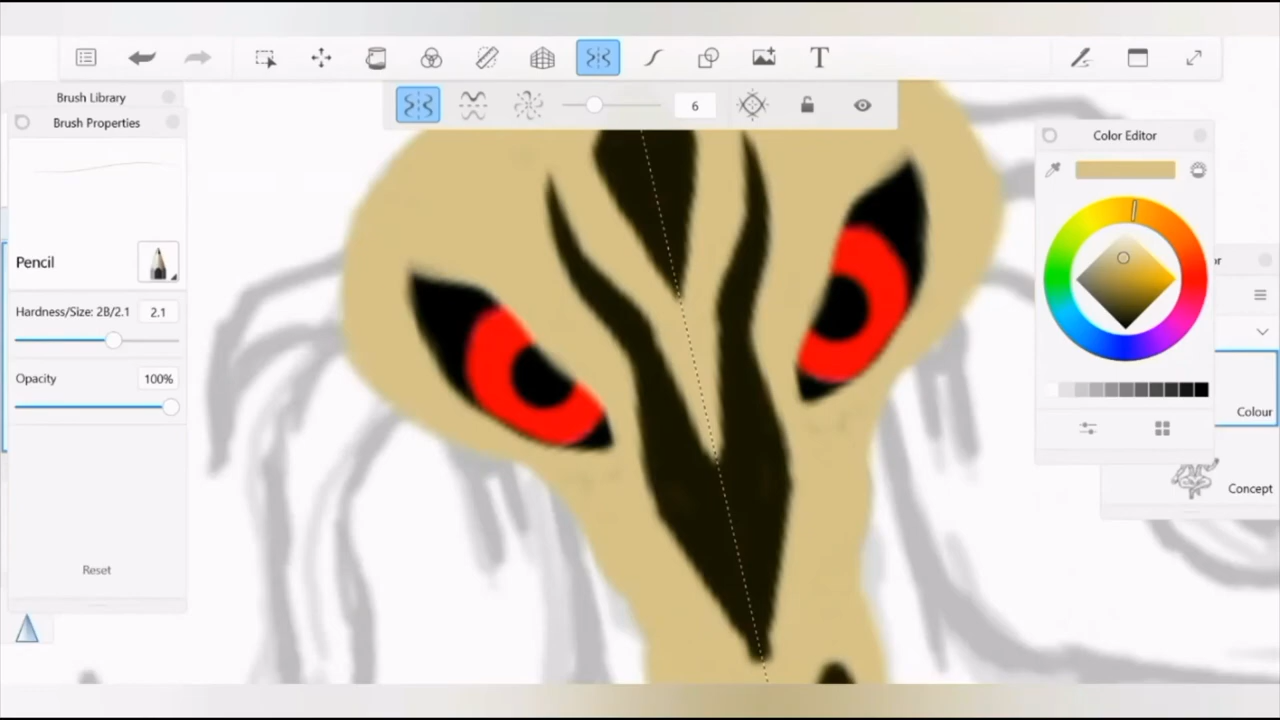 T
6
Brush Library
Brush Properties
Color Editor
Pencil
Hardness/Size: 2B/2.1 2.1
Opacity 100%
Colour
Concept
Reset